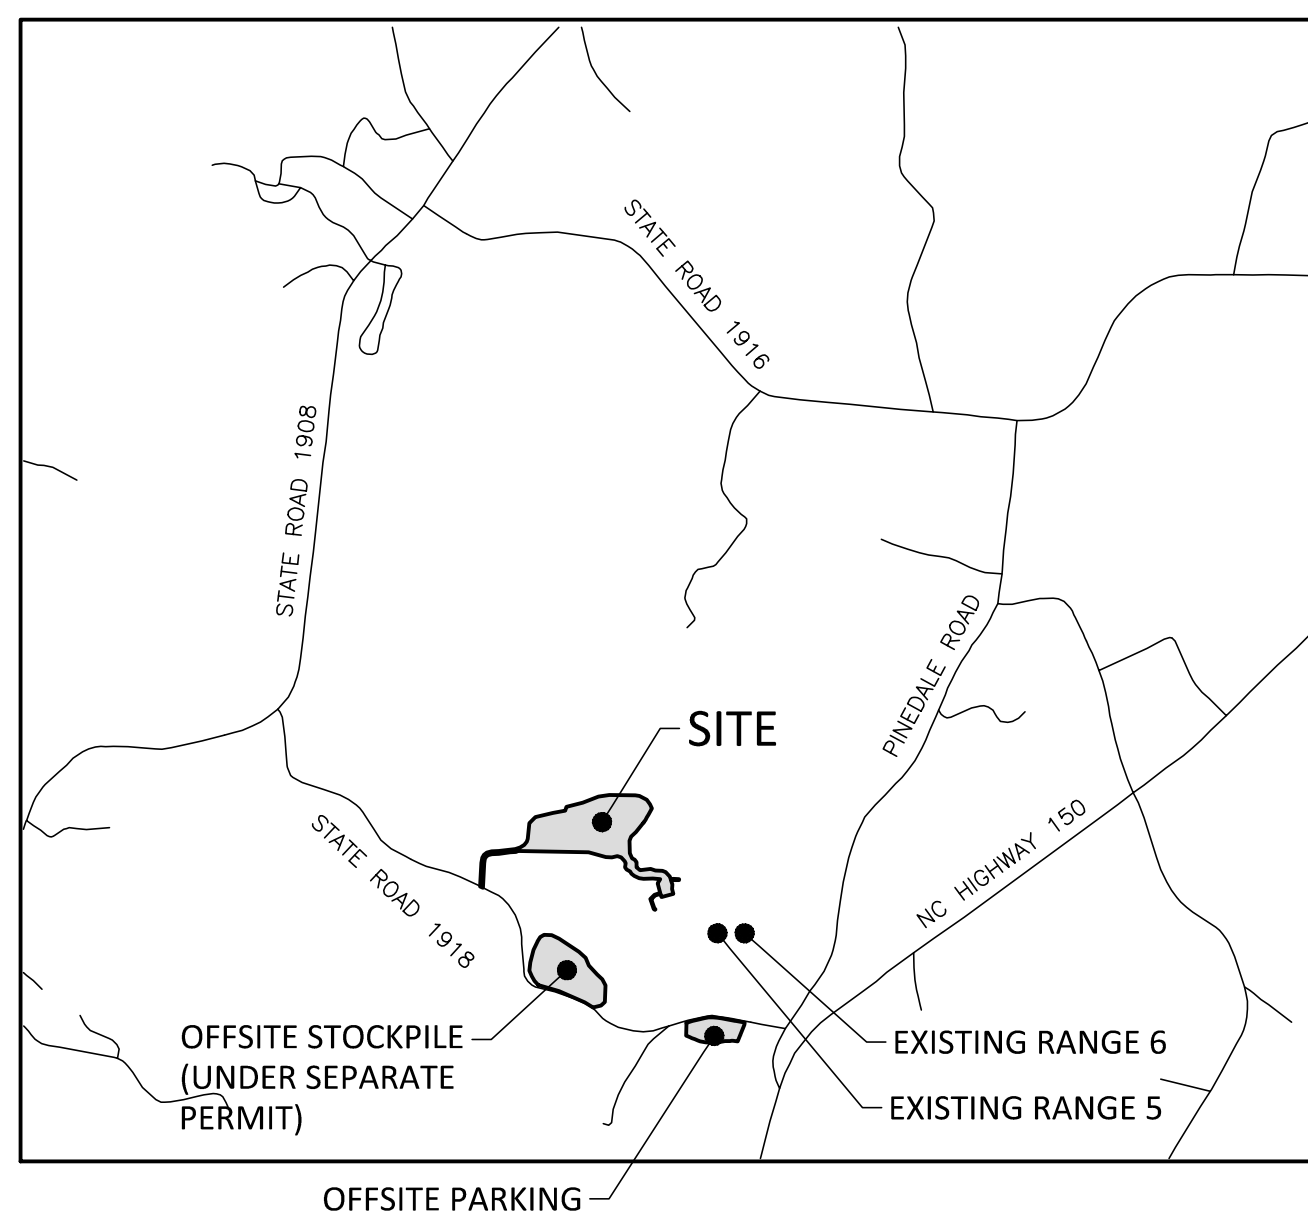 STATE ROAD 1916
STATE ROAD 1908
PINEDALE ROAD
SITE
NC HIGHWAY 150
STATE ROAD 1918
OFFSITE STOCKPILE
(UNDER SEPARATE
PERMIT)
EXISTING RANGE 6
EXISTING RANGE 5
OFFSITE PARKING